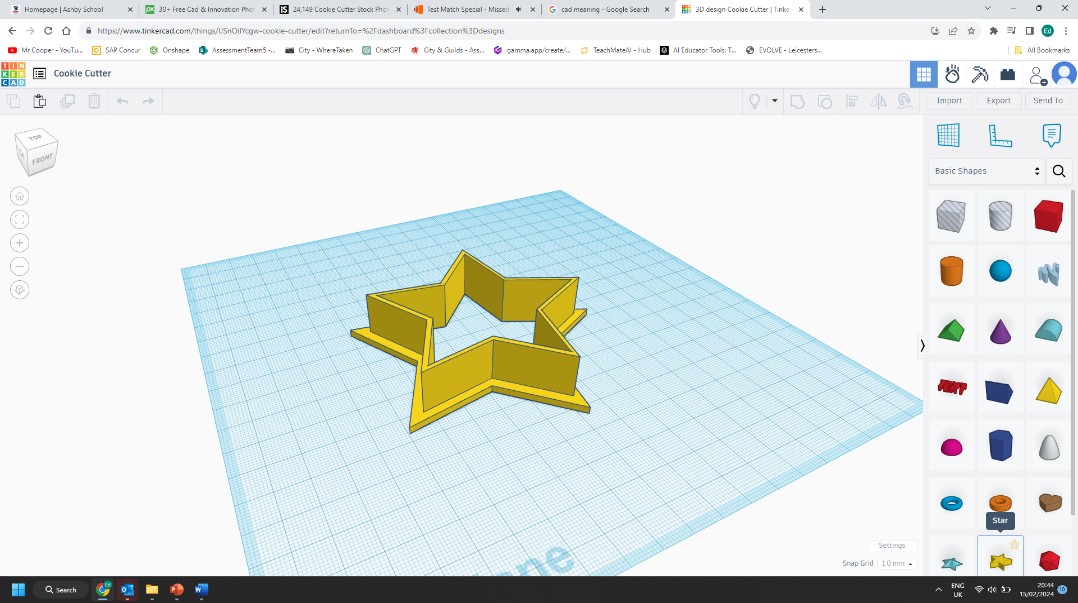 Homepage | Ashby School
30+ Free Cad & Innovation Pho
24,149 Cookie Cutter Stock Phot
Test Match Special - Missed
cad meaning - Google Search
3D design Cookie Cutter | Tinker
https://www.tinkercad.com/things/
Mr Cooper - YouTu...
SAP Concur
Onshape
AssessmentTeam5 -...
City - WhereTaken
ChatGPT
City & Guilds - Ass...
gamma.app/create/...
TeachMateAI - Hub
AI Educator Tools: T...
EVOLVE - Leicesters...
All Bookmarks
TIN
KER
CAD
Cookie Cutter
Import
Export
Send To
TOP
FRONT
Basic Shapes
Star
Settings
Snap Grid
1.0 mm
Search
ENG
UK
20:44
15/02/2024